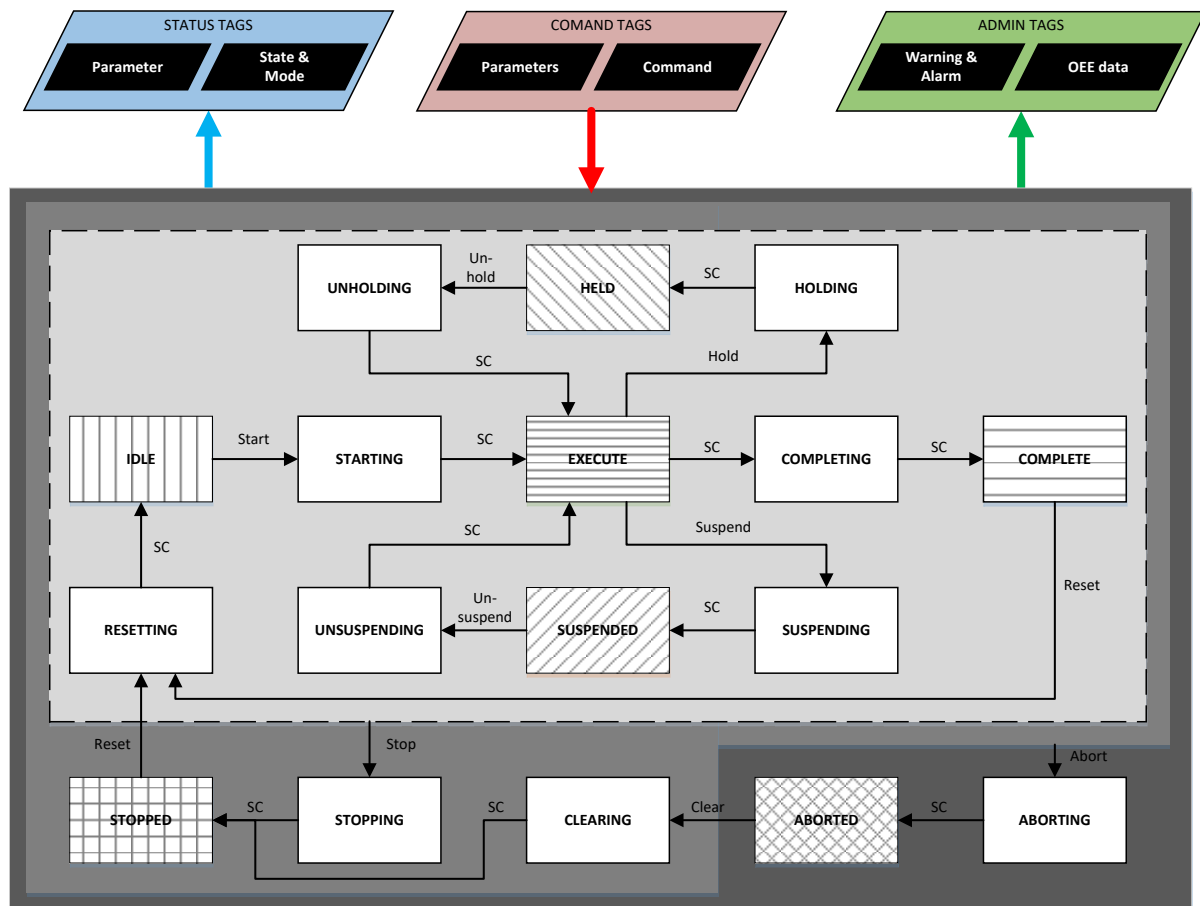 STATUS TAGS
Parameter
State &
Mode
COMAND TAGS
Parameters
Command
ADMIN TAGS
Warning &
Alarm
OEE data
UNHOLDING
Un-
hold
HELD
SC
HOLDING
SC
Hold
IDLE
Start
STARTING
SC
EXECUTE
SC
COMPLETING
SC
COMPLETE
SC
SC
Suspend
RESETTING
UNSUSPENDING
Un-
suspend
SUSPENDED
SC
SUSPENDING
Reset
Reset
Stop
Abort
STOPPED
SC
STOPPING
SC
CLEARING
Clear
ABORTED
SC
ABORTING